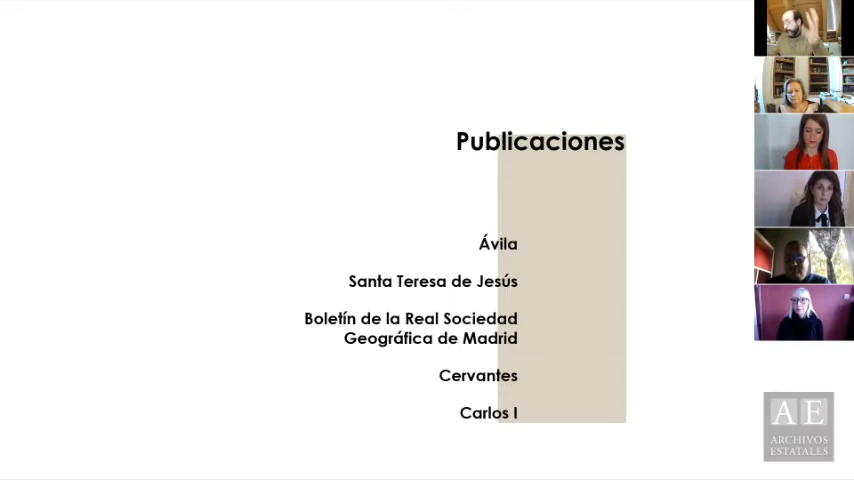 Publicaciones
Ávila
Santa Teresa de Jesús
Boletín de la Real Sociedad
Geográfica de Madrid
Cervantes
Carlos I
AE
ARCHIVOS
ESTATALES